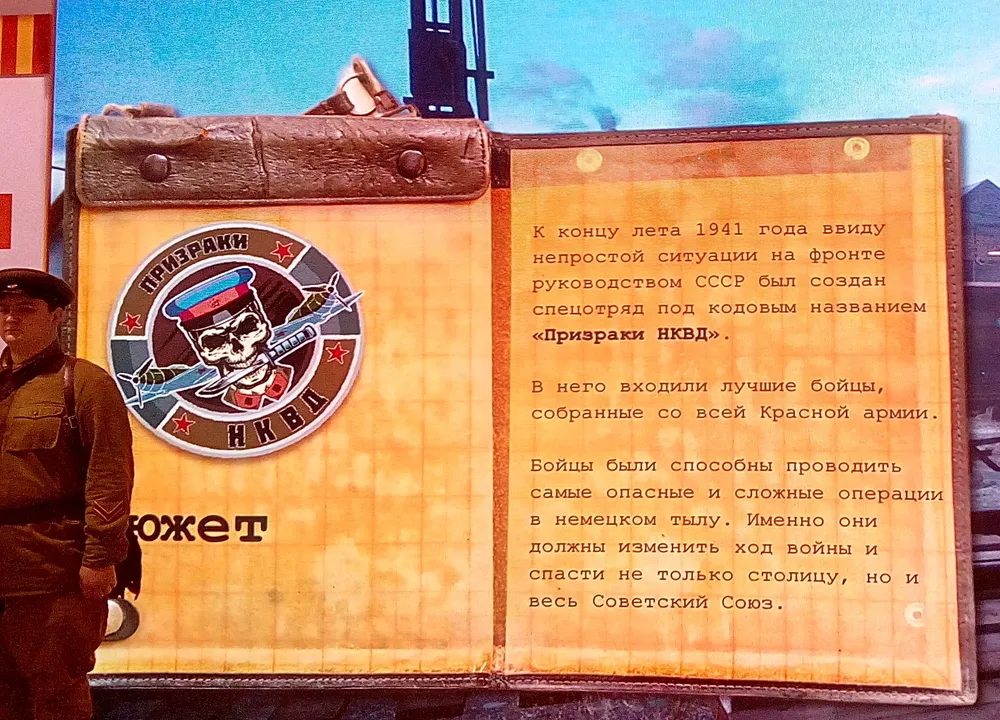 ПРИЗРАКИ
НКВД
К концу лета 1941 года ввиду
непростой ситуации на фронте
руководством СССР был создан
спецотряд под кодовым названием
«Призраки НКВД».
В него входили лучшие бойцы,
собранные со всей Красной армии.
Бойцы были способны проводить
самые опасные и сложные операции
в немецком тылу. Именно они
должны изменить ход войны и
спасти не только столицу, но и
весь Советский Союз.